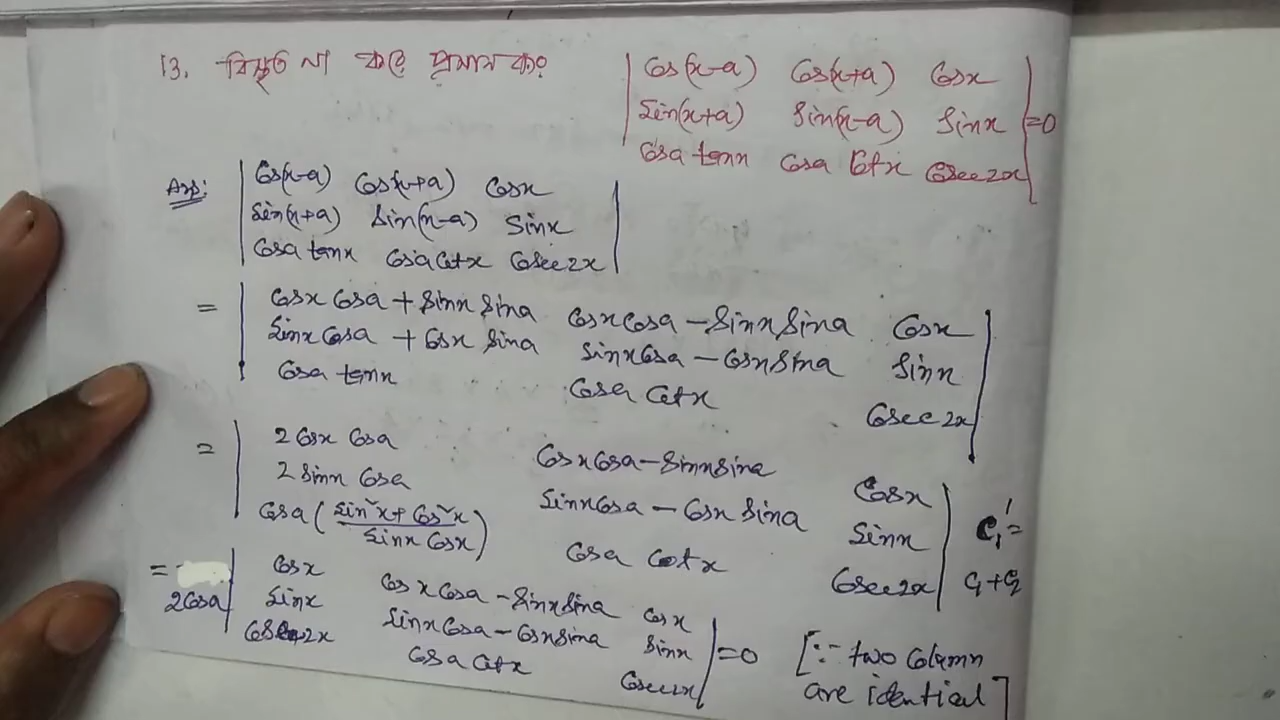 13. বিস্তৃত না করে প্রমাণ কর
| Cos(x-a) Cos(x+a) Cosx |
| Sin(x+a) Sin(x-a) Sinx | =0
| Cosa tanx Cosa Cotx Cosec2x |
Ans: | Cos(x-a) Cos(x+a) Cosx |
| Sin(x+a) Sin(x-a) Sinx |
| Cosa tanx Cosa Cotx Cosec2x |
= | Cosx Cosa + Sinx Sina Cosx Cosa - Sinx Sina Cosx |
| Sinx Cosa + Cosx Sina Sinx Cosa - Cosx Sina Sinx |
| Cosa tanx Cosa Cotx Cosec2x |
= | 2 Cosx Cosa Cosx Cosa - Sinx Sina Cosx |
| 2 Sinx Cosa Sinx Cosa - Cosx Sina Sinx | C₁' =
| Cosa ( (Sin²x + Cos²x) / (Sinx Cosx) ) Cosa Cotx Cosec2x | C₁ + C₂
= 2Cosa | Cosx Cosx Cosa - Sinx Sina Cosx |
| Sinx Sinx Cosa - Cosx Sina Sinx | =0 [∵ two Column
| Cosec2x Cosa Cotx Cosec2x | are idential]